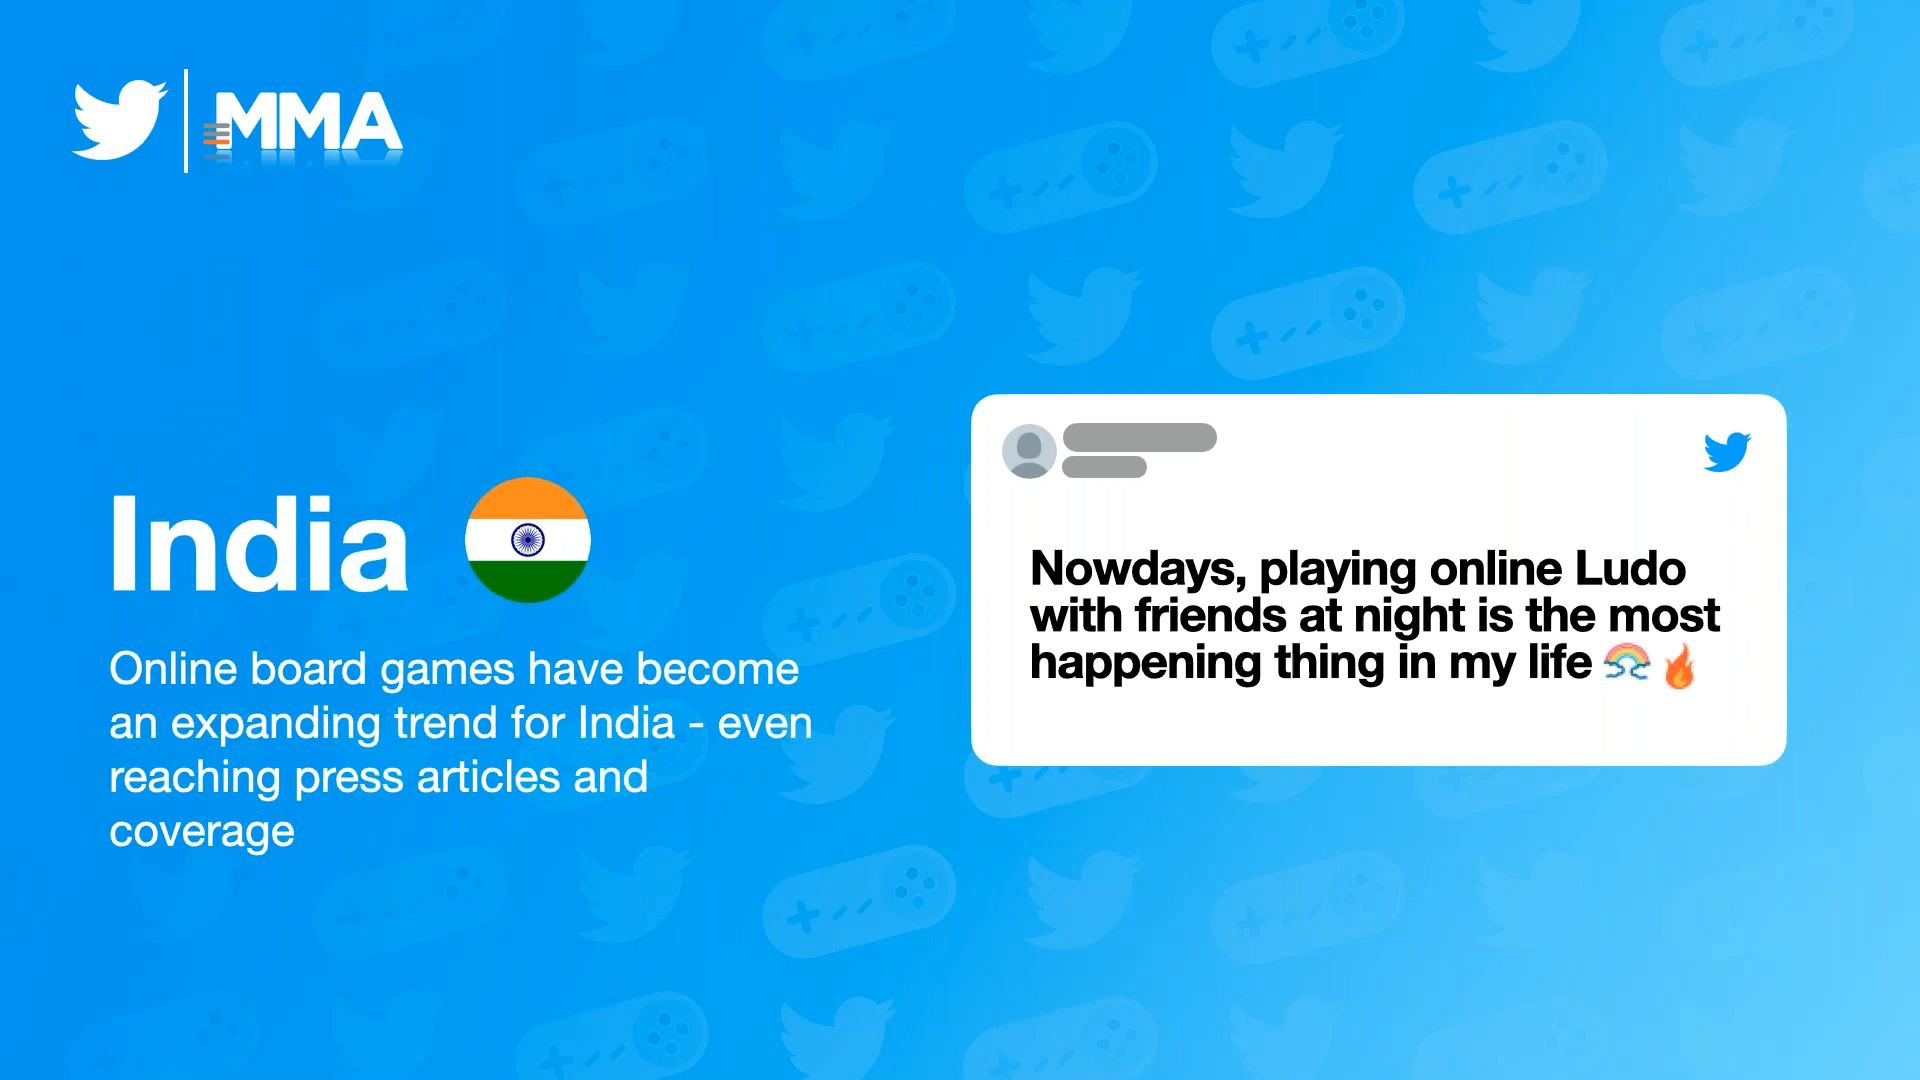 MMA
India
Online board games have become
an expanding trend for India - even
reaching press articles and
coverage
Nowdays, playing online Ludo
with friends at night is the most
happening thing in my life 🌈🔥